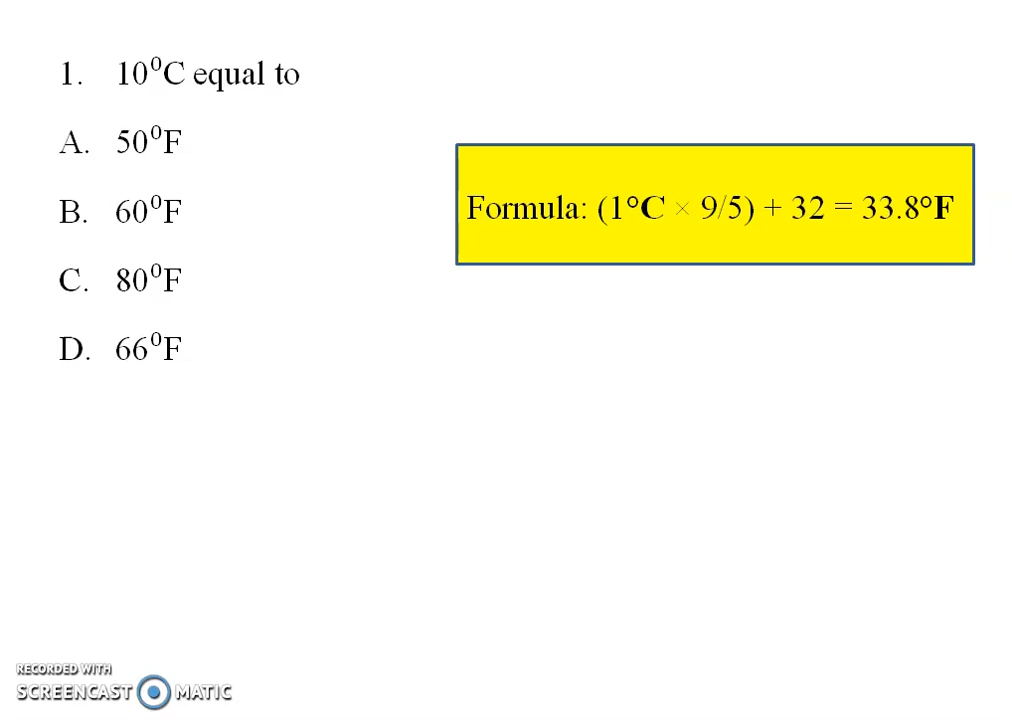 1. 10⁰C equal to
A. 50⁰F
B. 60⁰F
C. 80⁰F
D. 66⁰F
Formula: (1°C × 9/5) + 32 = 33.8°F
RECORDED WITH
SCREENCAST MATIC